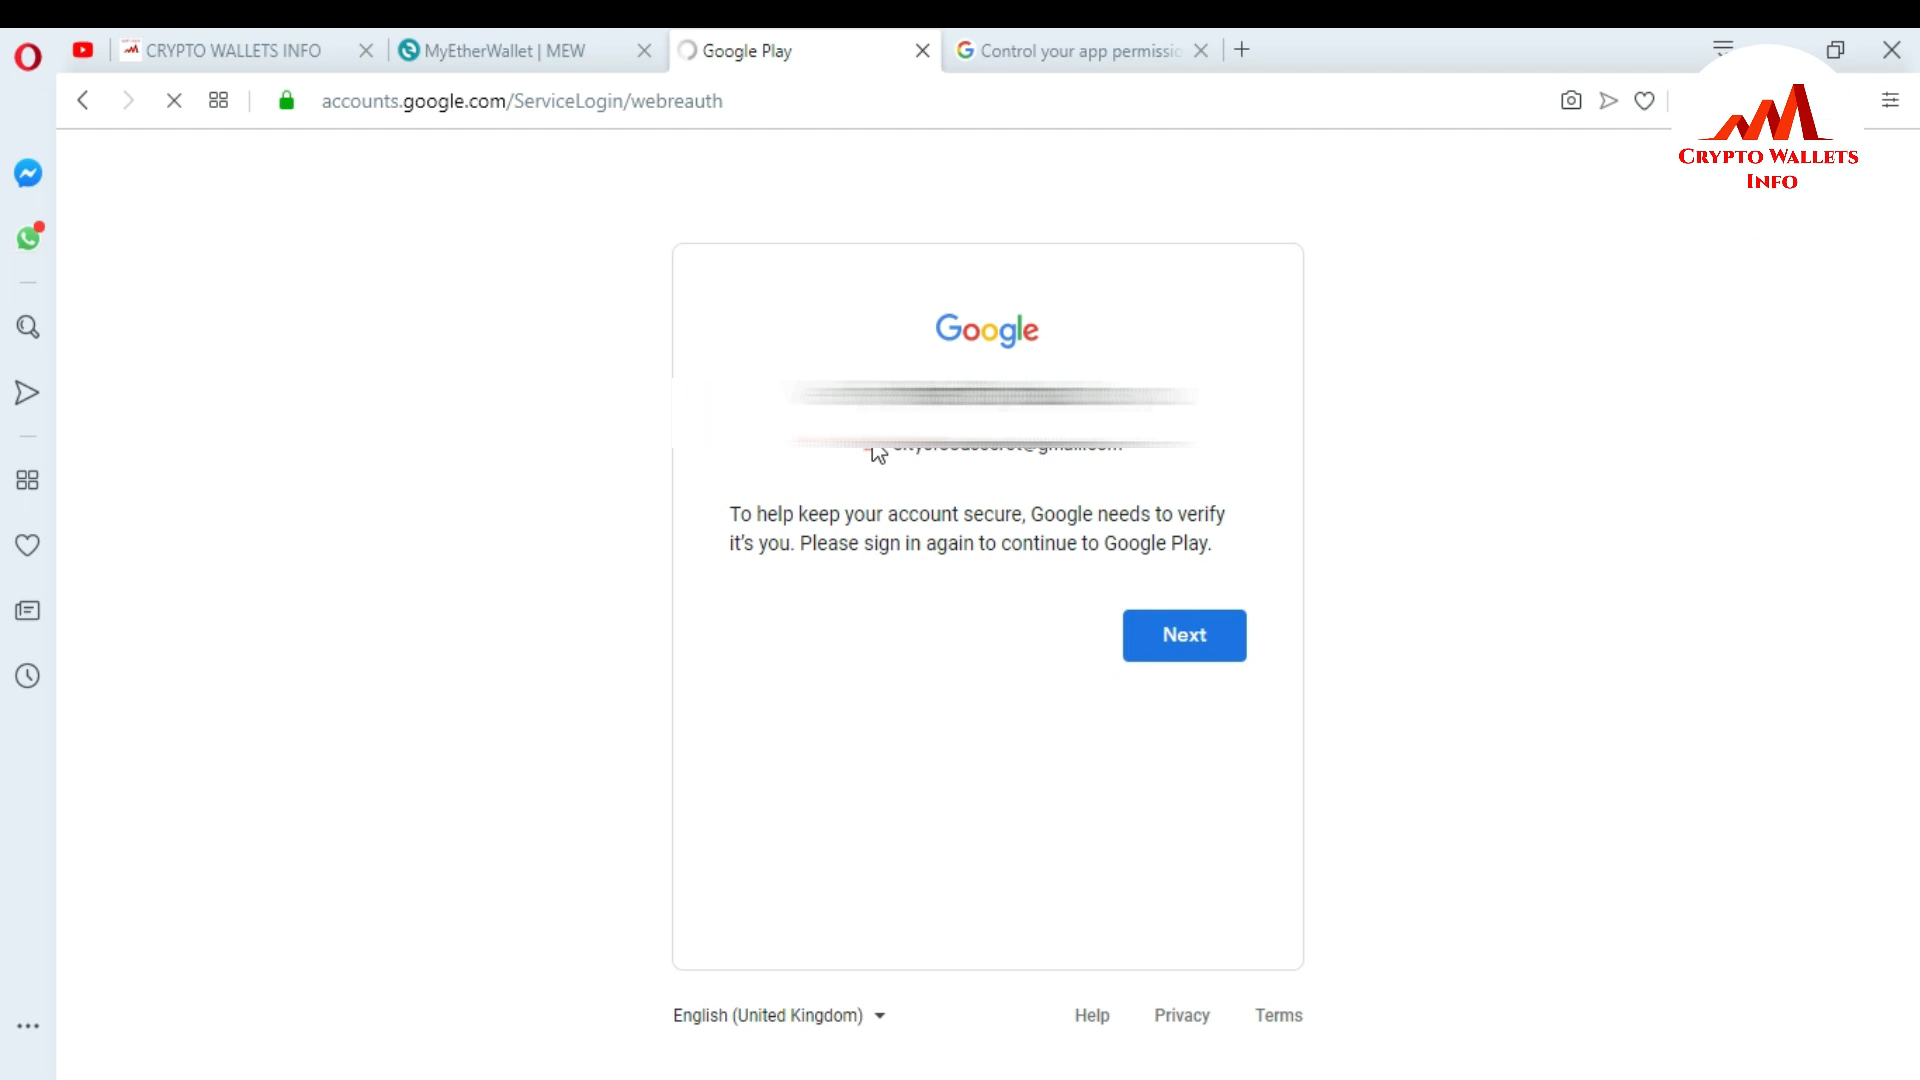 CRYPTO WALLETS INFO
MyEtherWallet | MEW
Google Play
Control your app permissio
accounts.google.com/ServiceLogin/webreauth
CRYPTO WALLETS
INFO
Google
To help keep your account secure, Google needs to verify
it's you. Please sign in again to continue to Google Play.
Next
English (United Kingdom)
Help
Privacy
Terms